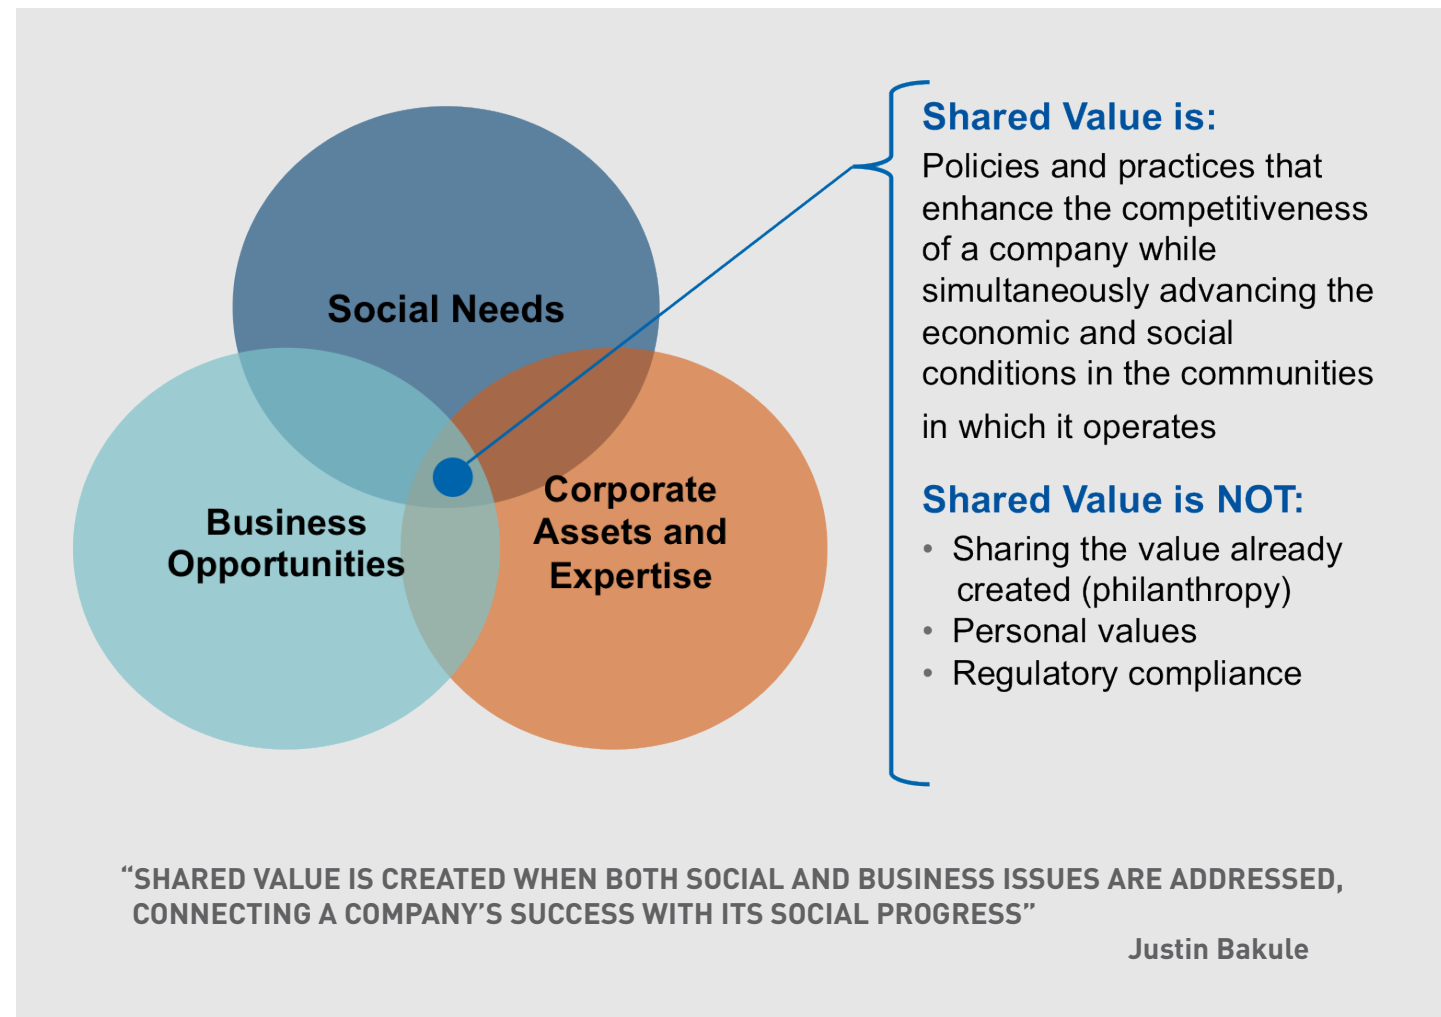 Social Needs
Business
Opportunities
Corporate
Assets and
Expertise
Shared Value is:
Policies and practices that
enhance the competitiveness
of a company while
simultaneously advancing the
economic and social
conditions in the communities
in which it operates
Shared Value is NOT:
• Sharing the value already
created (philanthropy)
• Personal values
• Regulatory compliance
“SHARED VALUE IS CREATED WHEN BOTH SOCIAL AND BUSINESS ISSUES ARE ADDRESSED,
CONNECTING A COMPANY’S SUCCESS WITH ITS SOCIAL PROGRESS”
Justin Bakule